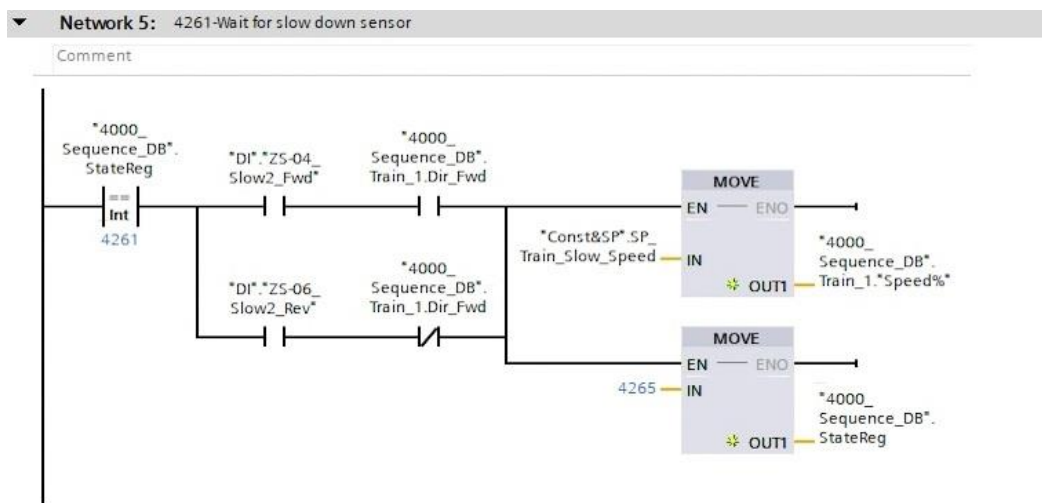 Network 5: 4261-Wait for slow down sensor
Comment
"4000_
Sequence_DB".
StateReg
==
Int
4261
"DI"."ZS-04_
Slow2_Fwd"
"4000_
Sequence_DB".
Train_1.Dir_Fwd
"DI"."ZS-06_
Slow2_Rev"
"4000_
Sequence_DB".
Train_1.Dir_Fwd
MOVE
EN ENO
"Const&SP".SP_
Train_Slow_Speed
IN
OUT1
"4000_
Sequence_DB".
Train_1."Speed%"
MOVE
EN ENO
4265
IN
OUT1
"4000_
Sequence_DB".
StateReg